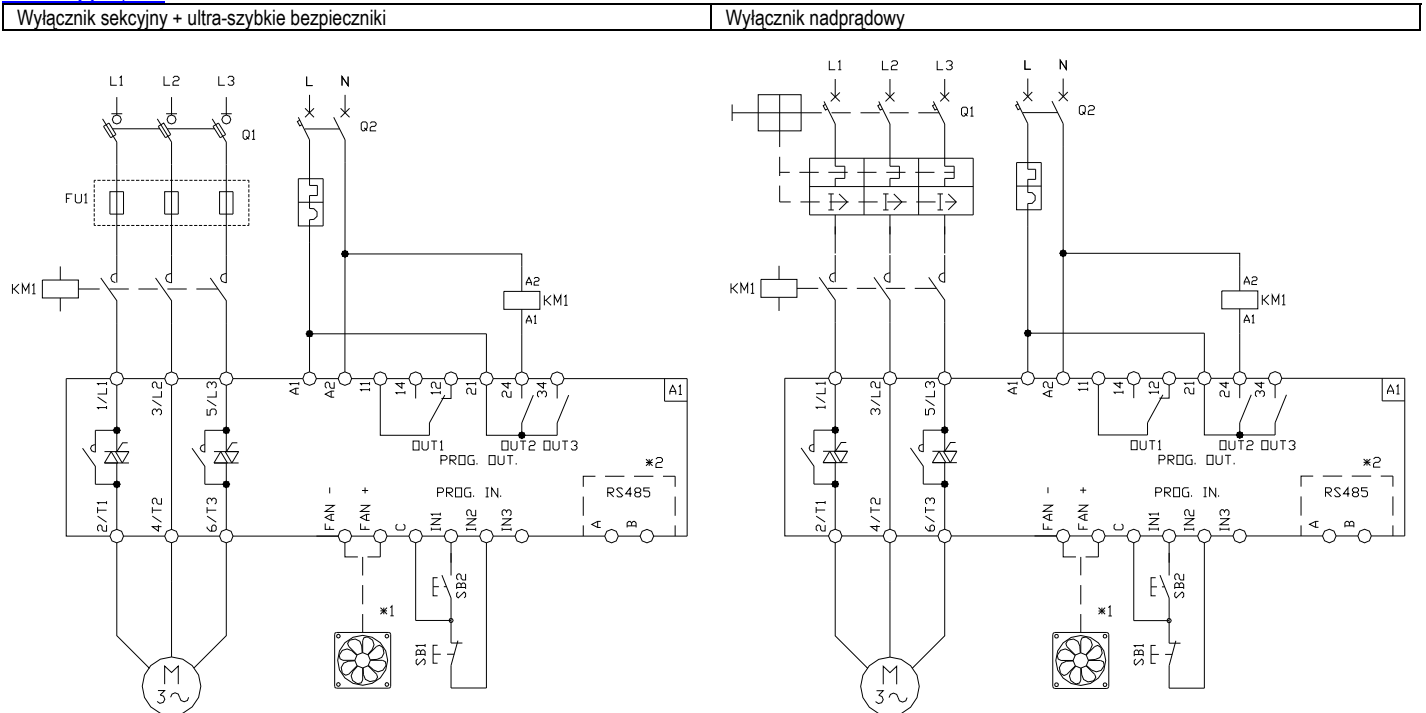 Wyłącznik sekcyjny + ultra-szybkie bezpieczniki
Wyłącznik nadprądowy
L1 L2 L3 L N
Q1
Q2
FU1
KM1
A2
KM1
A1
1/L1 3/L2 5/L3 A1 A2 11 14 12 21 24 34
A1
OUT1 OUT2 OUT3
PROG. OUT.
*2
RS485
PROG. IN.
2/T1 4/T2 6/T3 FAN - FAN + C IN1 IN2 IN3 A B
SB2
*1
SB1
M
3~
L1 L2 L3 L N
Q1
Q2
I> I> I>
KM1
A2
KM1
A1
1/L1 3/L2 5/L3 A1 A2 11 14 12 21 24 34
A1
OUT1 OUT2 OUT3
PROG. OUT.
*2
RS485
PROG. IN.
2/T1 4/T2 6/T3 FAN - FAN + C IN1 IN2 IN3 A B
SB2
*1
SB1
M
3~